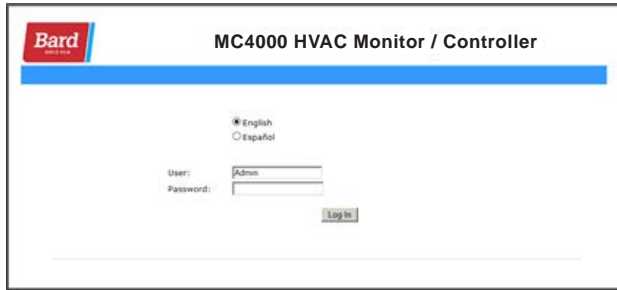 Bard
MC4000 HVAC Monitor / Controller
English
Español
User: Admin
Password:
Log In